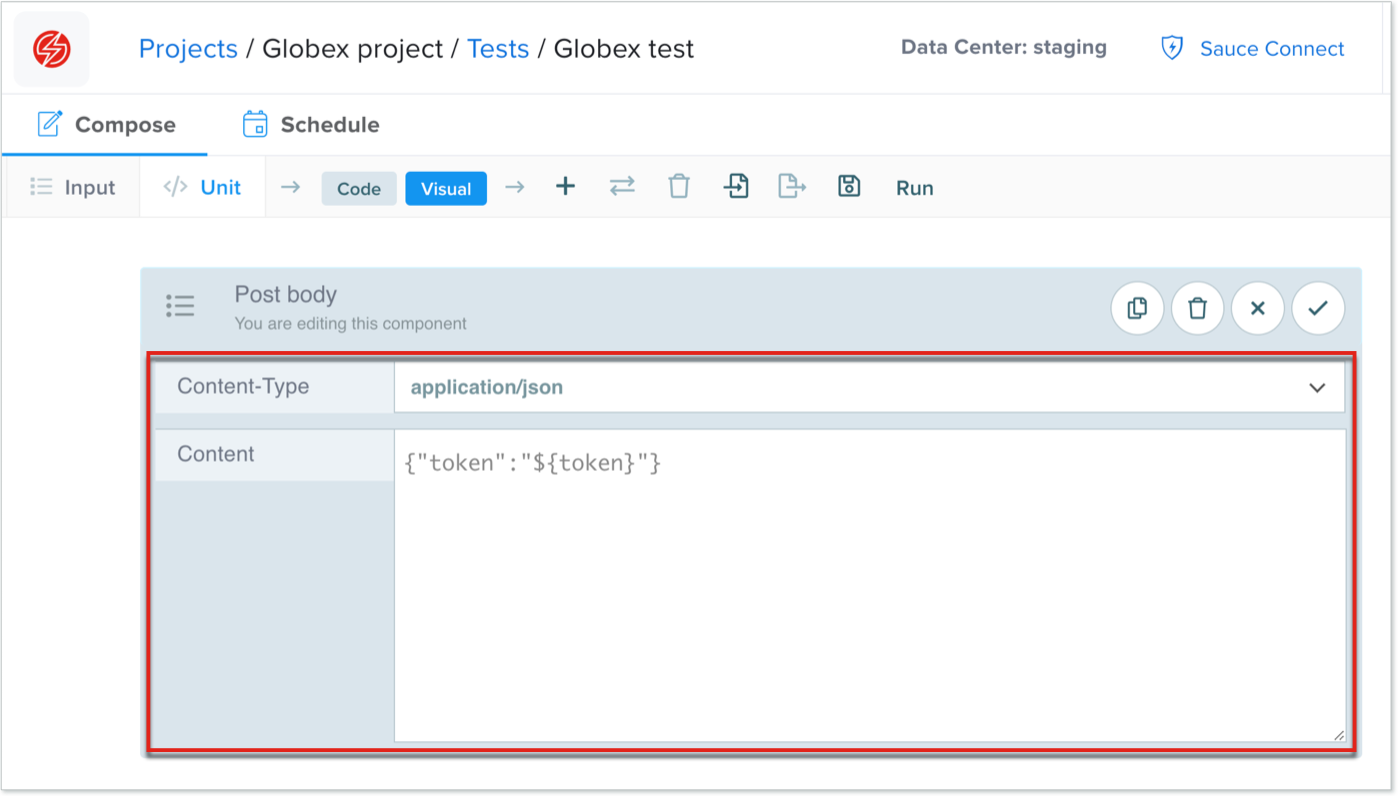 Projects / Globex project / Tests / Globex test
Data Center: staging
Sauce Connect
Compose
Schedule
Input
Unit
Code
Visual
Run
Post body
You are editing this component
Content-Type
application/json
Content
{"token":"${token}"}